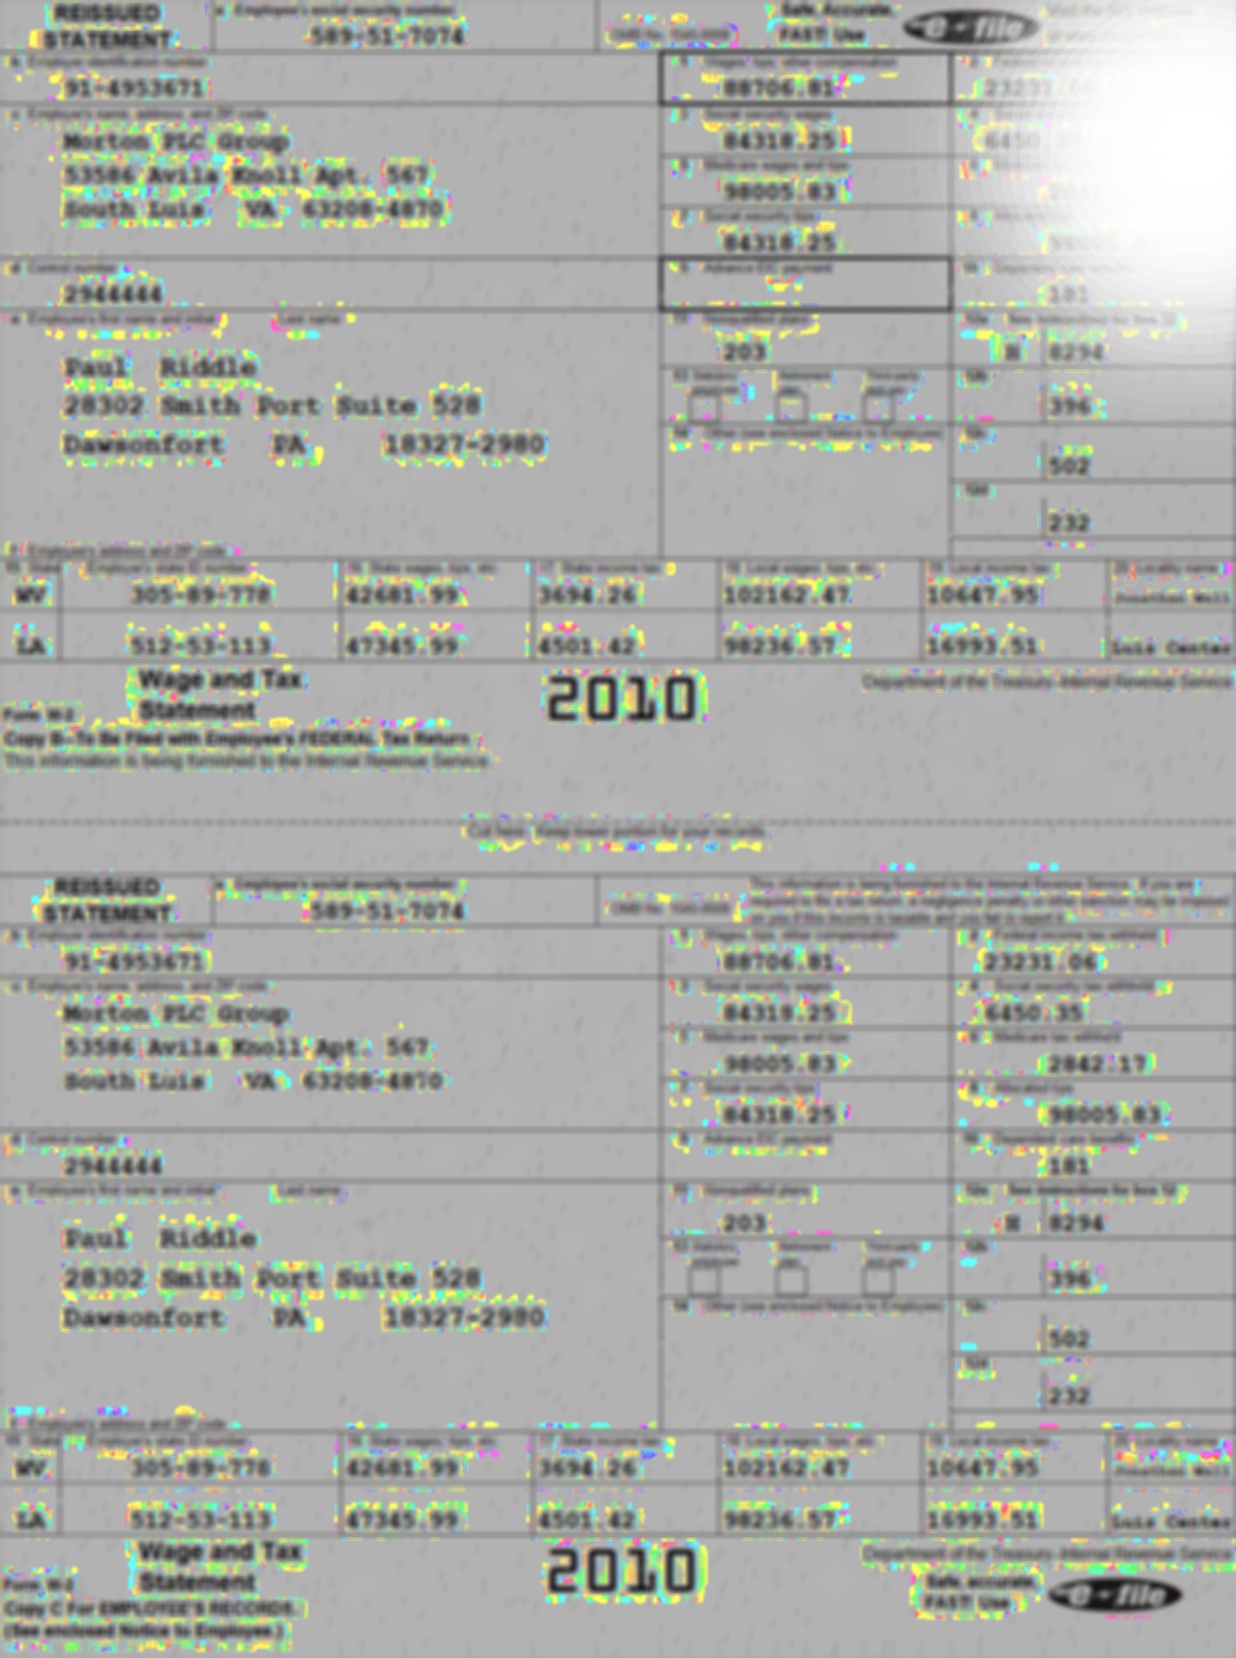 REISSUED STATEMENT
a Employee's social security number
589-51-7074
OMB No. 1545-0008
Safe, Accurate, FAST! Use
e-file
b Employer identification number
91-4953671
1 Wages, tips, other compensation
88706.81
c Employer's name, address, and ZIP code
Morton PLC Group
53586 Avila Knoll Apt. 567
South Luis VA 63208-4870
3 Social security wages
84318.25
5 Medicare wages and tips
98005.83
7 Social security tips
84318.25
d Control number
2944444
9 Advance EIC payment
181
e Employee's first name and initial Last name
Paul Riddle
28302 Smith Port Suite 528
Dawsonfort PA 18327-2980
11 Nonqualified plans
203
12a See instructions for box 12
H 8294
13 Statutory employee Retirement plan Third-party sick pay
12b
396
14 Other (see enclosed Notice to Employee)
12c
502
12d
232
f Employee's address and ZIP code
15 State Employer's state ID number 16 State wages, tips, etc. 17 State income tax 18 Local wages, tips, etc. 19 Local income tax 20 Locality name
WV 305-89-778 42681.99 3694.26 102162.47 10647.95 Jonathan Wall
LA 512-53-113 47345.99 4501.42 98236.57 16993.51 Luis Center
Form W-2
Wage and Tax Statement
2010
Department of the Treasury-Internal Revenue Service
Copy B-To Be Filed with Employee's FEDERAL Tax Return.
This information is being furnished to the Internal Revenue Service.
Cut here. Keep lower portion for your records.
REISSUED STATEMENT
a Employee's social security number
589-51-7074
OMB No. 1545-0008
This information is being furnished to the Internal Revenue Service. If you are
required to file a tax return, a negligence penalty or other sanction may be imposed
on you if this income is taxable and you fail to report it.
b Employer identification number
91-4953671
1 Wages, tips, other compensation
88706.81
2 Federal income tax withheld
23231.06
c Employer's name, address, and ZIP code
Morton PLC Group
53586 Avila Knoll Apt. 567
South Luis VA 63208-4870
3 Social security wages
84318.25
4 Social security tax withheld
6450.35
5 Medicare wages and tips
98005.83
6 Medicare tax withheld
2842.17
7 Social security tips
84318.25
8 Allocated tips
98005.83
d Control number
2944444
9 Advance EIC payment
10 Dependent care benefits
181
e Employee's first name and initial Last name
Paul Riddle
28302 Smith Port Suite 528
Dawsonfort PA 18327-2980
11 Nonqualified plans
203
12a See instructions for box 12
H 8294
13 Statutory employee Retirement plan Third-party sick pay
12b
396
14 Other (see enclosed Notice to Employee)
12c
502
12d
232
f Employee's address and ZIP code
15 State Employer's state ID number 16 State wages, tips, etc. 17 State income tax 18 Local wages, tips, etc. 19 Local income tax 20 Locality name
WV 305-89-778 42681.99 3694.26 102162.47 10647.95 Jonathan Wall
LA 512-53-113 47345.99 4501.42 98236.57 16993.51 Luis Center
Form W-2
Wage and Tax Statement
2010
Department of the Treasury-Internal Revenue Service
Copy C For EMPLOYEE'S RECORDS.
(See enclosed Notice to Employee.)
Safe, accurate, FAST! Use
e-file